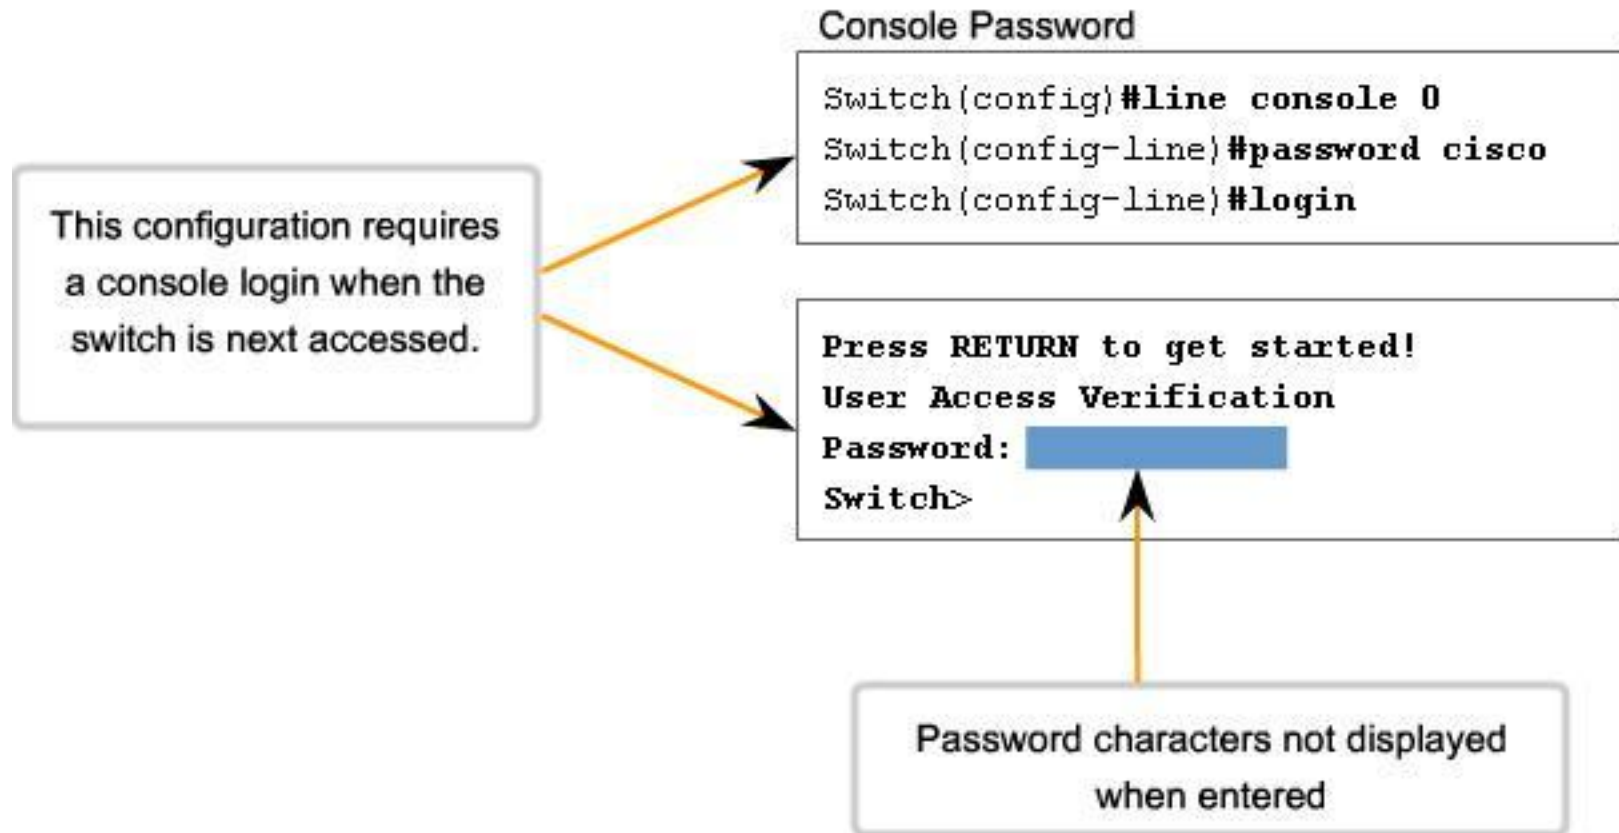 Console Password
Switch(config)#line console 0
Switch(config-line)#password cisco
Switch(config-line)#login
This configuration requires
a console login when the
switch is next accessed.
Press RETURN to get started!
User Access Verification
Password:
Switch>
Password characters not displayed
when entered